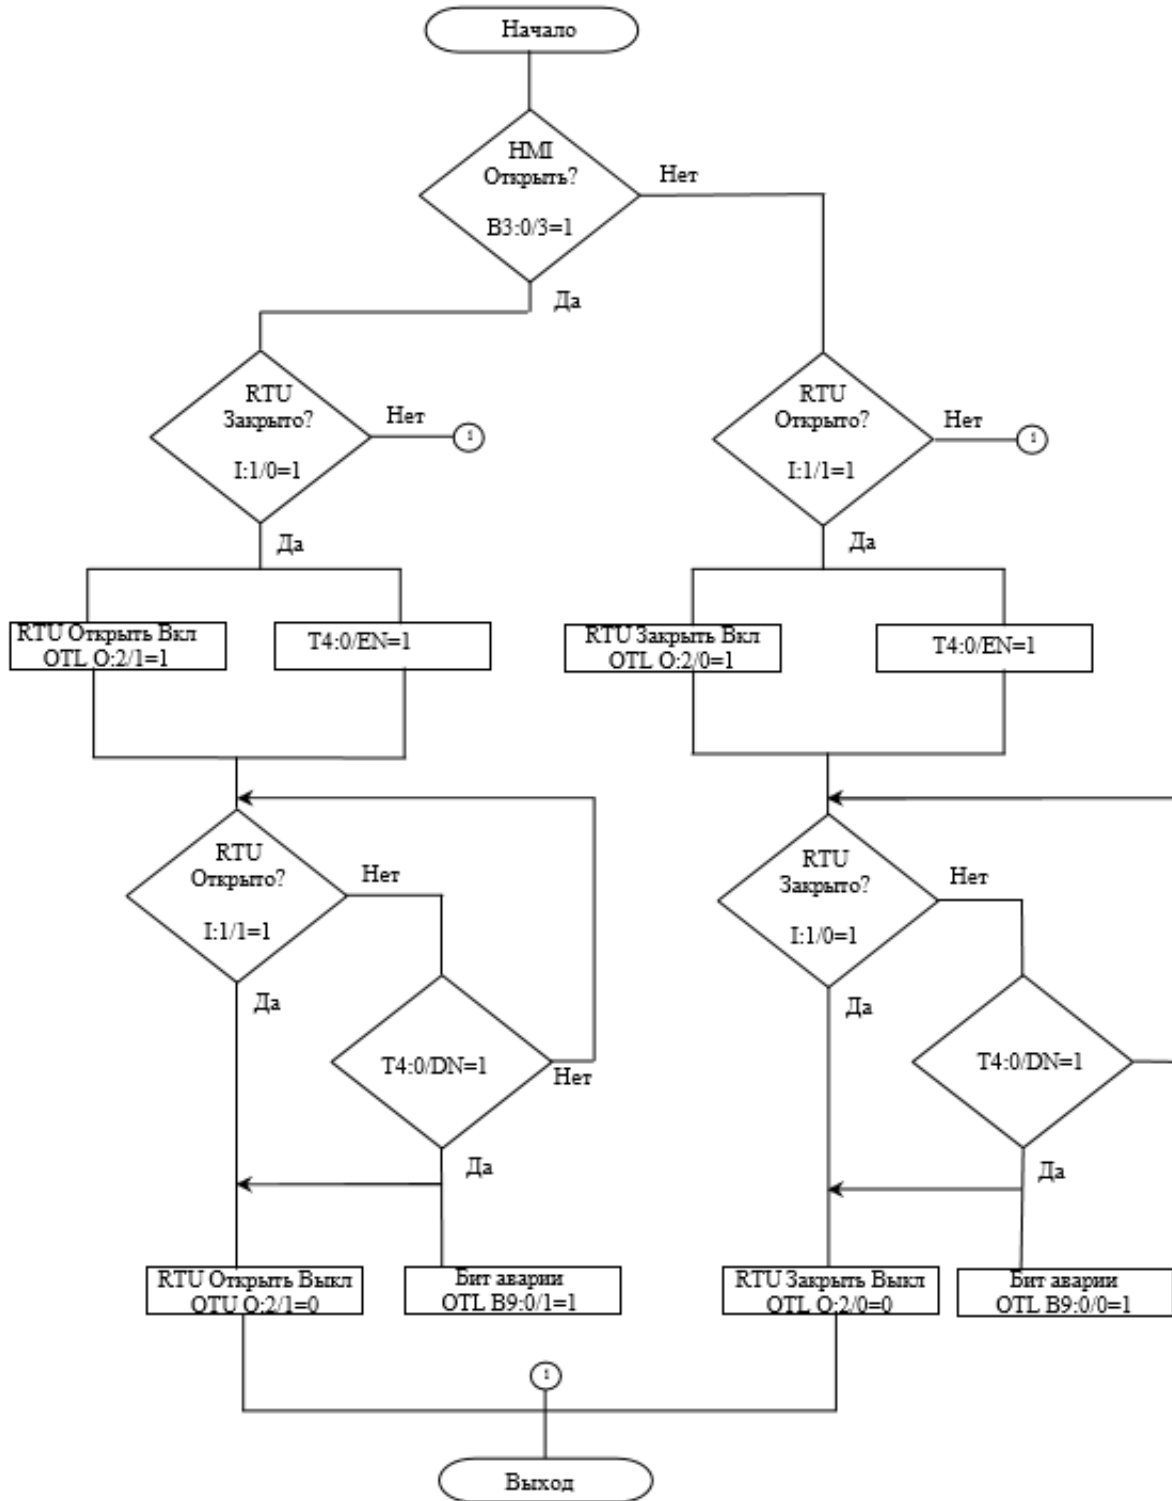 Начало
HMI
Открыть?
B3:0/3=1
Нет
Да
RTU
Закрыто?
I:1/0=1
Нет
1
Да
RTU
Открыто?
I:1/1=1
Нет
1
Да
RTU Открыть Вкл
OTL O:2/1=1
T4:0/EN=1
RTU Закрыть Вкл
OTL O:2/0=1
T4:0/EN=1
RTU
Открыто?
I:1/1=1
Нет
Да
T4:0/DN=1
Нет
Да
RTU
Закрыто?
I:1/0=1
Нет
Да
T4:0/DN=1
Да
RTU Открыть Выкл
OTU O:2/1=0
Бит аварии
OTL B9:0/1=1
RTU Закрыть Выкл
OTL O:2/0=0
Бит аварии
OTL B9:0/0=1
1
Выход